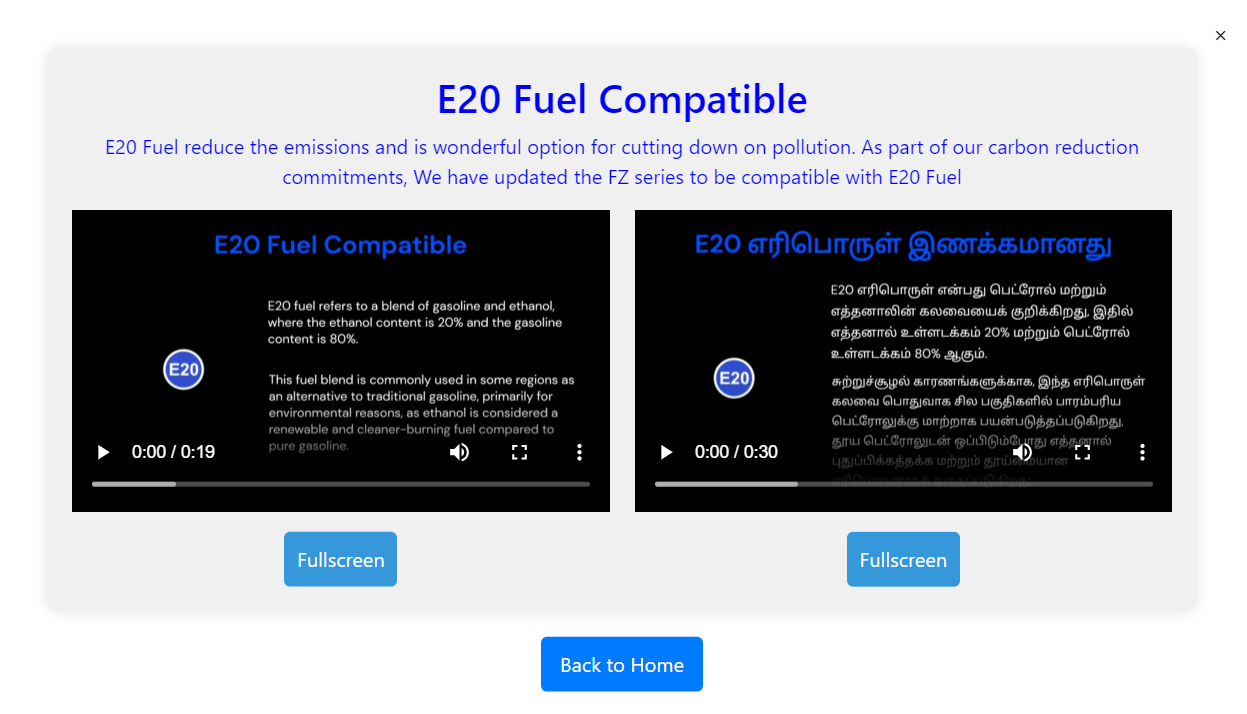 ×
E20 Fuel Compatible
E20 Fuel reduce the emissions and is wonderful option for cutting down on pollution. As part of our carbon reduction
commitments, We have updated the FZ series to be compatible with E20 Fuel
E20 Fuel Compatible
E20 fuel refers to a blend of gasoline and ethanol,
where the ethanol content is 20% and the gasoline
content is 80%.
E20
This fuel blend is commonly used in some regions as
an alternative to traditional gasoline, primarily for
environmental reasons, as ethanol is considered a
renewable and cleaner-burning fuel compared to
pure gasoline.
0:00 / 0:19
Fullscreen
E20 எரிபொருள் இணக்கமானது
E20 எரிபொருள் என்பது பெட்ரோல் மற்றும்
எத்தனாலின் கலவையைக் குறிக்கிறது, இதில்
எத்தனால் உள்ளடக்கம் 20% மற்றும் பெட்ரோல்
உள்ளடக்கம் 80% ஆகும்.
E20
சுற்றுச்சூழல் காரணங்களுக்காக, இந்த எரிபொருள்
கலவை பொதுவாக சில பகுதிகளில் பாரம்பரிய
பெட்ரோலுக்கு மாற்றாக பயன்படுத்தப்படுகிறது,
தூய பெட்ரோலுடன் ஒப்பிடும்போது எத்தனால்
புதுப்பிக்கத்தக்க மற்றும் தூய்மையான
எரிபொருளாகக் கருதப்படுகிறது.
0:00 / 0:30
Fullscreen
Back to Home